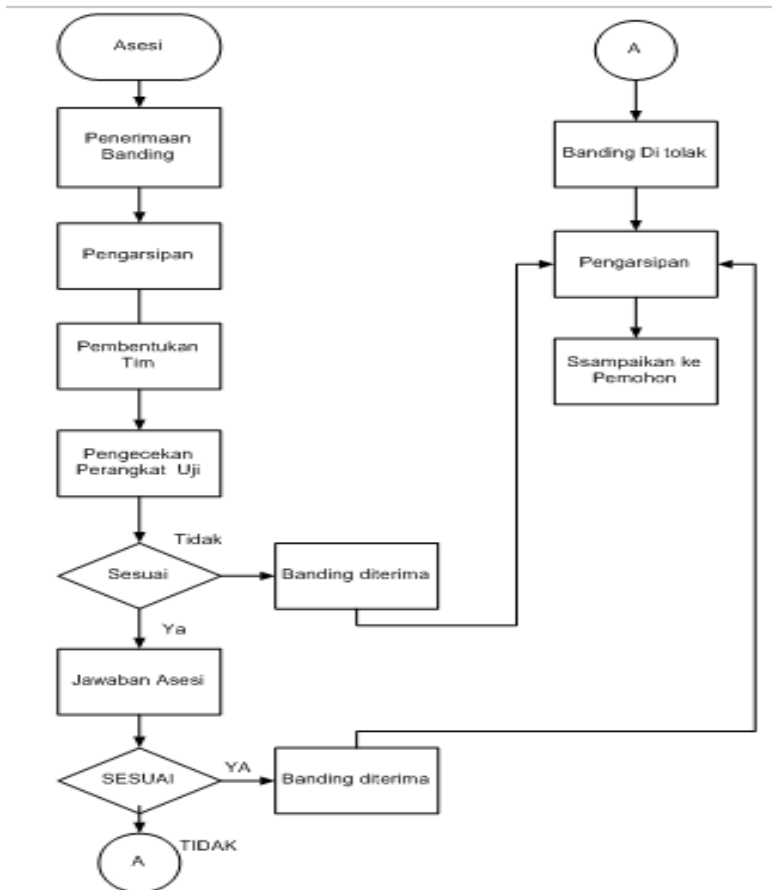 Asesi
Penerimaan
Banding
Pengarsipan
Pembentukan
Tim
Pengecekan
Perangkat Uji
Tidak
Sesuai
Banding diterima
Ya
Jawaban Asesi
SESUAI
YA
Banding diterima
TIDAK
A
A
Banding Di tolak
Pengarsipan
Ssampaikan ke
Pemohon